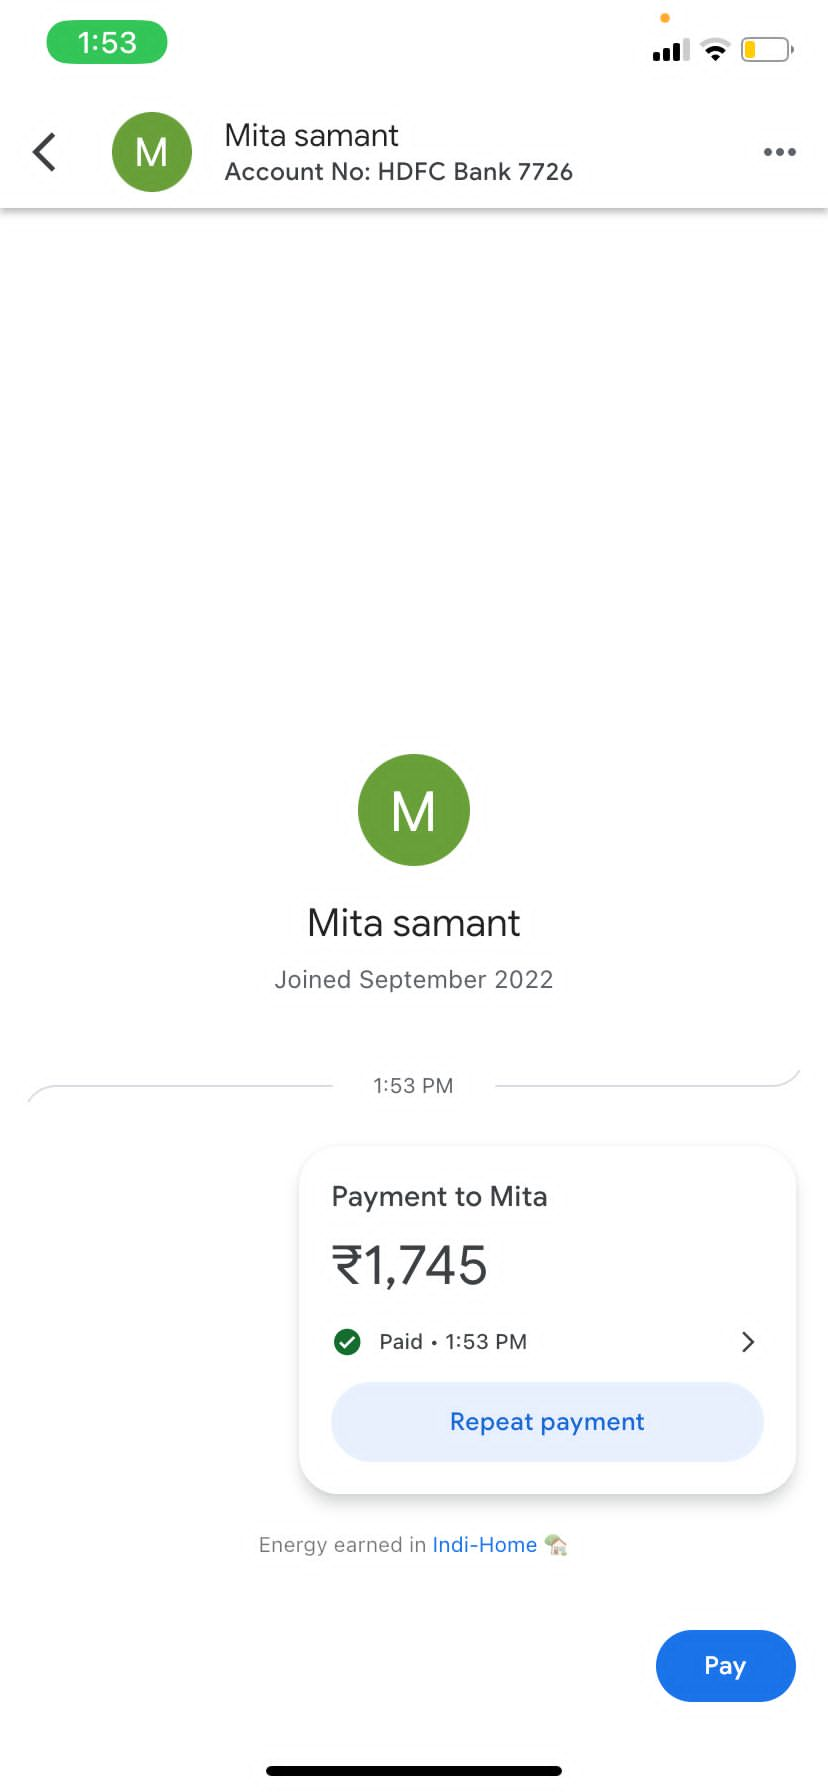 1:53
M
Mita samant
Account No: HDFC Bank 7726
M
Mita samant
Joined September 2022
1:53 PM
Payment to Mita
₹1,745
Paid • 1:53 PM
Repeat payment
Energy earned in Indi-Home 🏡
Pay